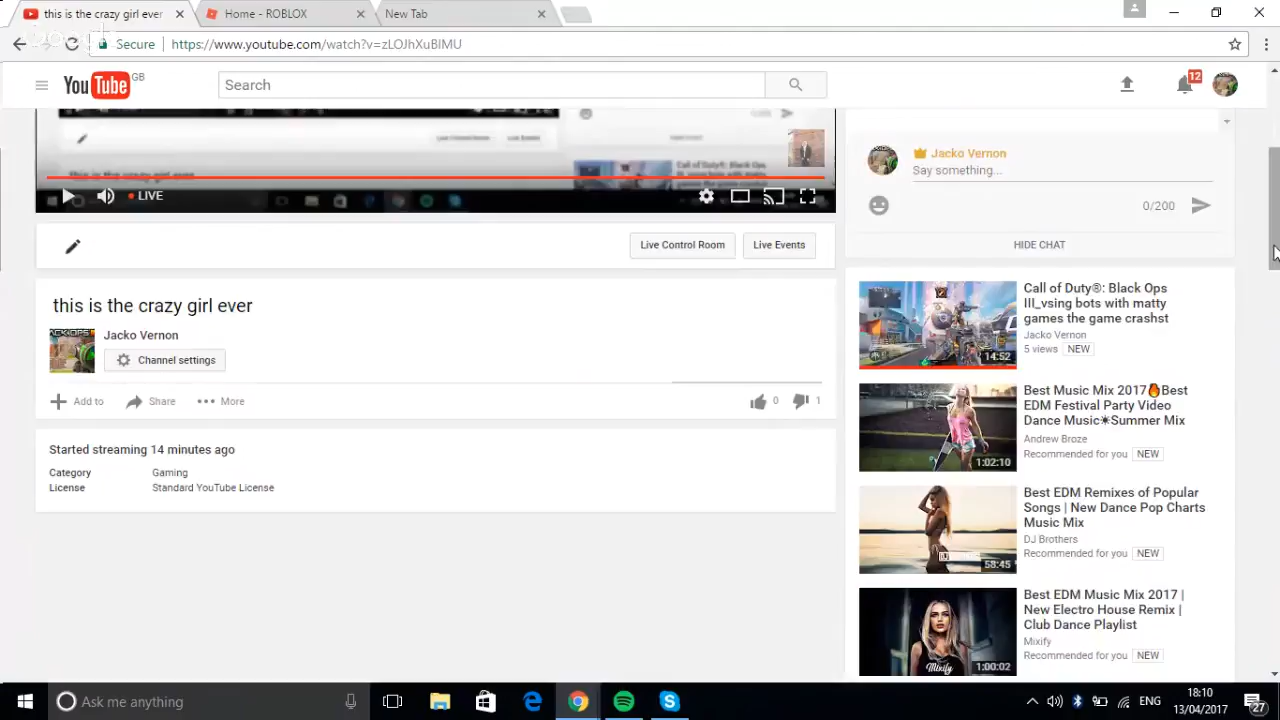 this is the crazy girl ever
Home - ROBLOX
New Tab
Secure
https://www.youtube.com/watch?v=zLOJhXuBIMU
YouTube GB
Search
12
LIVE
Jacko Vernon
Say something...
0/200
HIDE CHAT
Live Control Room
Live Events
this is the crazy girl ever
Jacko Vernon
Channel settings
Add to
Share
More
0
1
Started streaming 14 minutes ago
Category Gaming
License Standard YouTube License
Call of Duty®: Black Ops
III_vsing bots with matty
games the game crashst
Jacko Vernon
5 views NEW
14:52
Best Music Mix 2017🔥Best
EDM Festival Party Video
Dance Music☀Summer Mix
Andrew Broze
Recommended for you NEW
1:02:10
Best EDM Remixes of Popular
Songs | New Dance Pop Charts
Music Mix
DJ Brothers
Recommended for you NEW
58:45
Best EDM Music Mix 2017 |
New Electro House Remix |
Club Dance Playlist
Mixify
Recommended for you NEW
Mixify
1:00:02
Ask me anything
ENG
18:10
13/04/2017
27